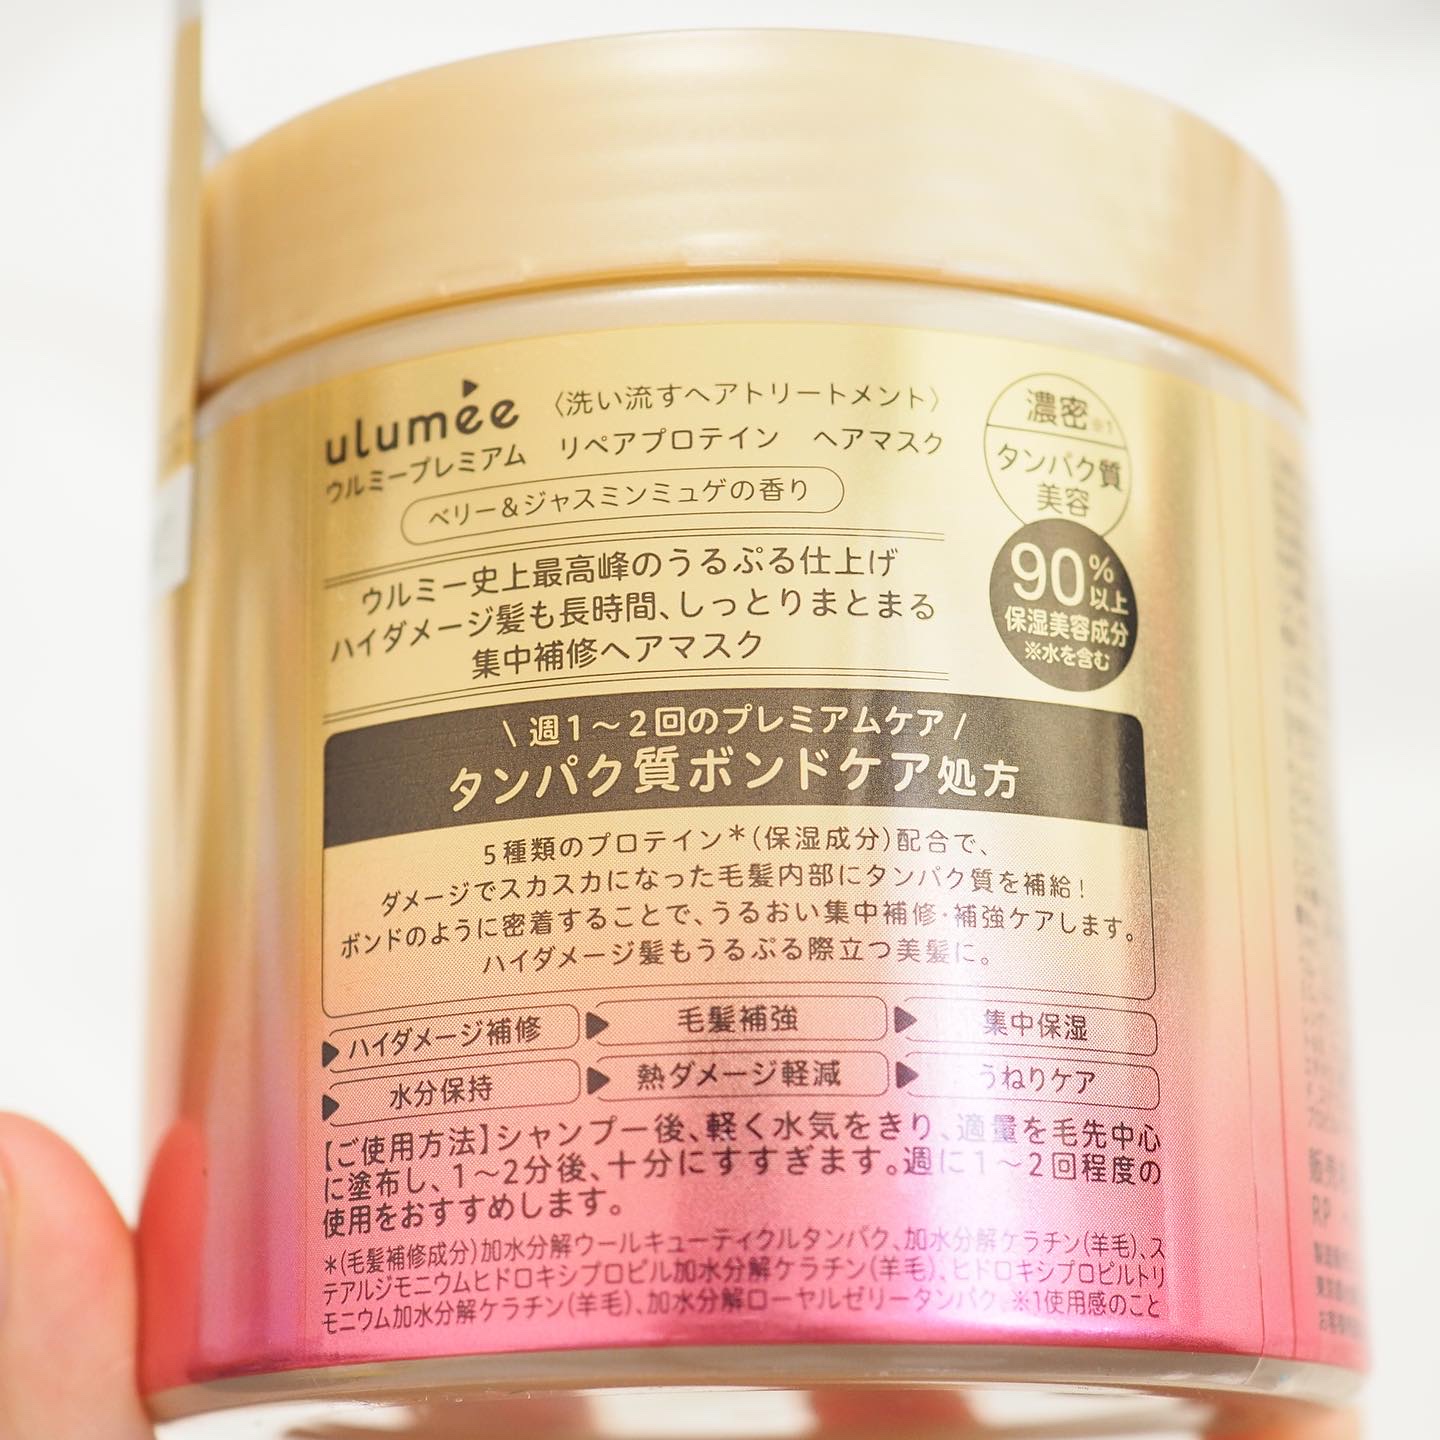 ulumée 〈洗い流すヘアトリートメント〉
ウルミープレミアム リペアプロテイン ヘアマスク
ベリー&ジャスミンミュゲの香り
濃密※1
タンパク質
美容
90%以上
保湿美容成分
※水を含む
ウルミー史上最高峰のうるぷる仕上げ
ハイダメージ髪も長時間、しっとりまとまる
集中補修ヘアマスク
\ 週1〜2回のプレミアムケア /
タンパク質ボンドケア処方
5種類のプロテイン*(保湿成分)配合で、
ダメージでスカスカになった毛髪内部にタンパク質を補給!
ボンドのように密着することで、うるおい集中補修・補強ケアします。
ハイダメージ髪もうるぷる際立つ美髪に。
▶ハイダメージ補修 ▶毛髪補強 ▶集中保湿
▶水分保持 ▶熱ダメージ軽減 ▶うねりケア
【ご使用方法】シャンプー後、軽く水気をきり、適量を毛先中心
に塗布し、1〜2分後、十分にすすぎます。週に1〜2回程度の
使用をおすすめします。
*(毛髪補修成分)加水分解ウールキューティクルタンパク、加水分解ケラチン(羊毛)、ス
テアルジモニウムヒドロキシプロピル加水分解ケラチン(羊毛)、ヒドロキシプロピルトリ
モニウム加水分解ケラチン(羊毛)、加水分解ローヤルゼリータンパク ※1使用感のこと
RP